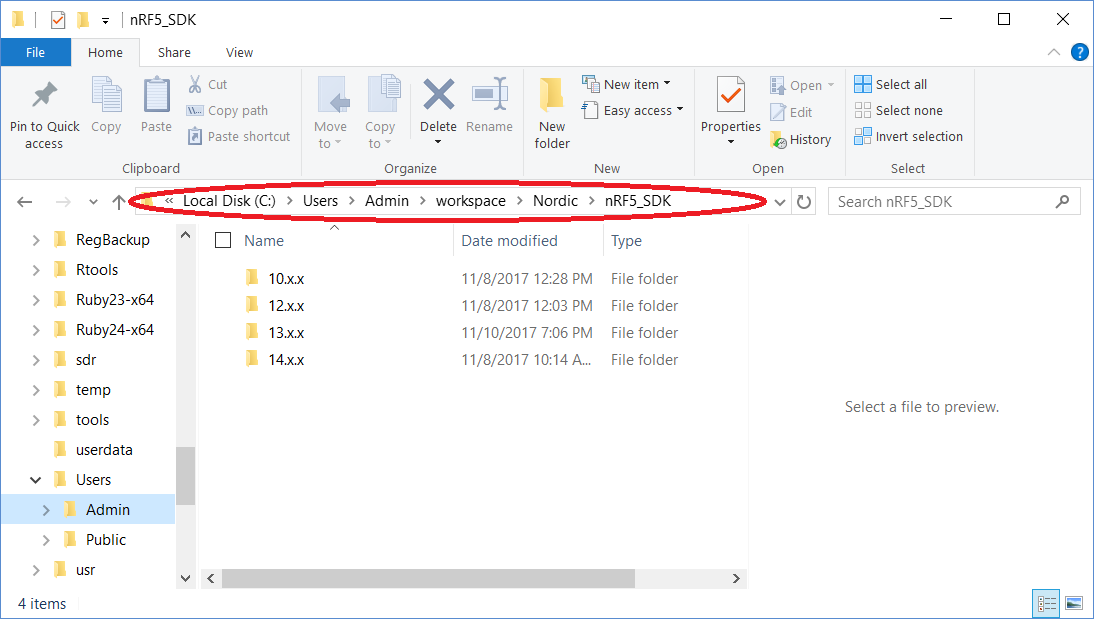 nRF5_SDK
File Home Share View
Pin to Quick access
Copy
Paste
Cut
Copy path
Paste shortcut
Clipboard
Move to
Copy to
Delete
Rename
Organize
New folder
New item
Easy access
New
Properties
Open
Edit
History
Open
Select all
Select none
Invert selection
Select
« Local Disk (C:) > Users > Admin > workspace > Nordic > nRF5_SDK
Search nRF5_SDK
RegBackup
Rtools
Ruby23-x64
Ruby24-x64
sdr
temp
tools
userdata
Users
Admin
Public
usr
Name Date modified Type
10.x.x 11/8/2017 12:28 PM File folder
12.x.x 11/8/2017 12:03 PM File folder
13.x.x 11/10/2017 7:06 PM File folder
14.x.x 11/8/2017 10:14 A... File folder
Select a file to preview.
4 items